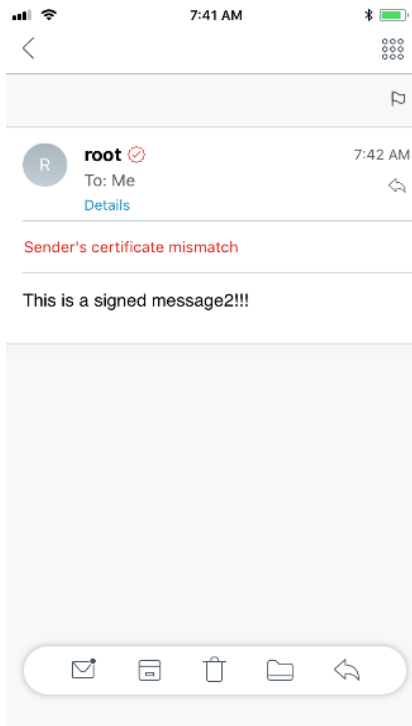 7:41 AM
R
root
7:42 AM
To: Me
Details
Sender's certificate mismatch
This is a signed message2!!!